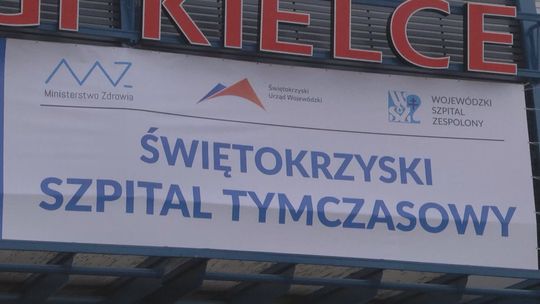 KIELCE
Ministerstwo Zdrowia
Świętokrzyski
Urząd Wojewódzki
WOJEWÓDZKI
SZPITAL
ZESPOLONY
ŚWIĘTOKRZYSKI
SZPITAL TYMCZASOWY